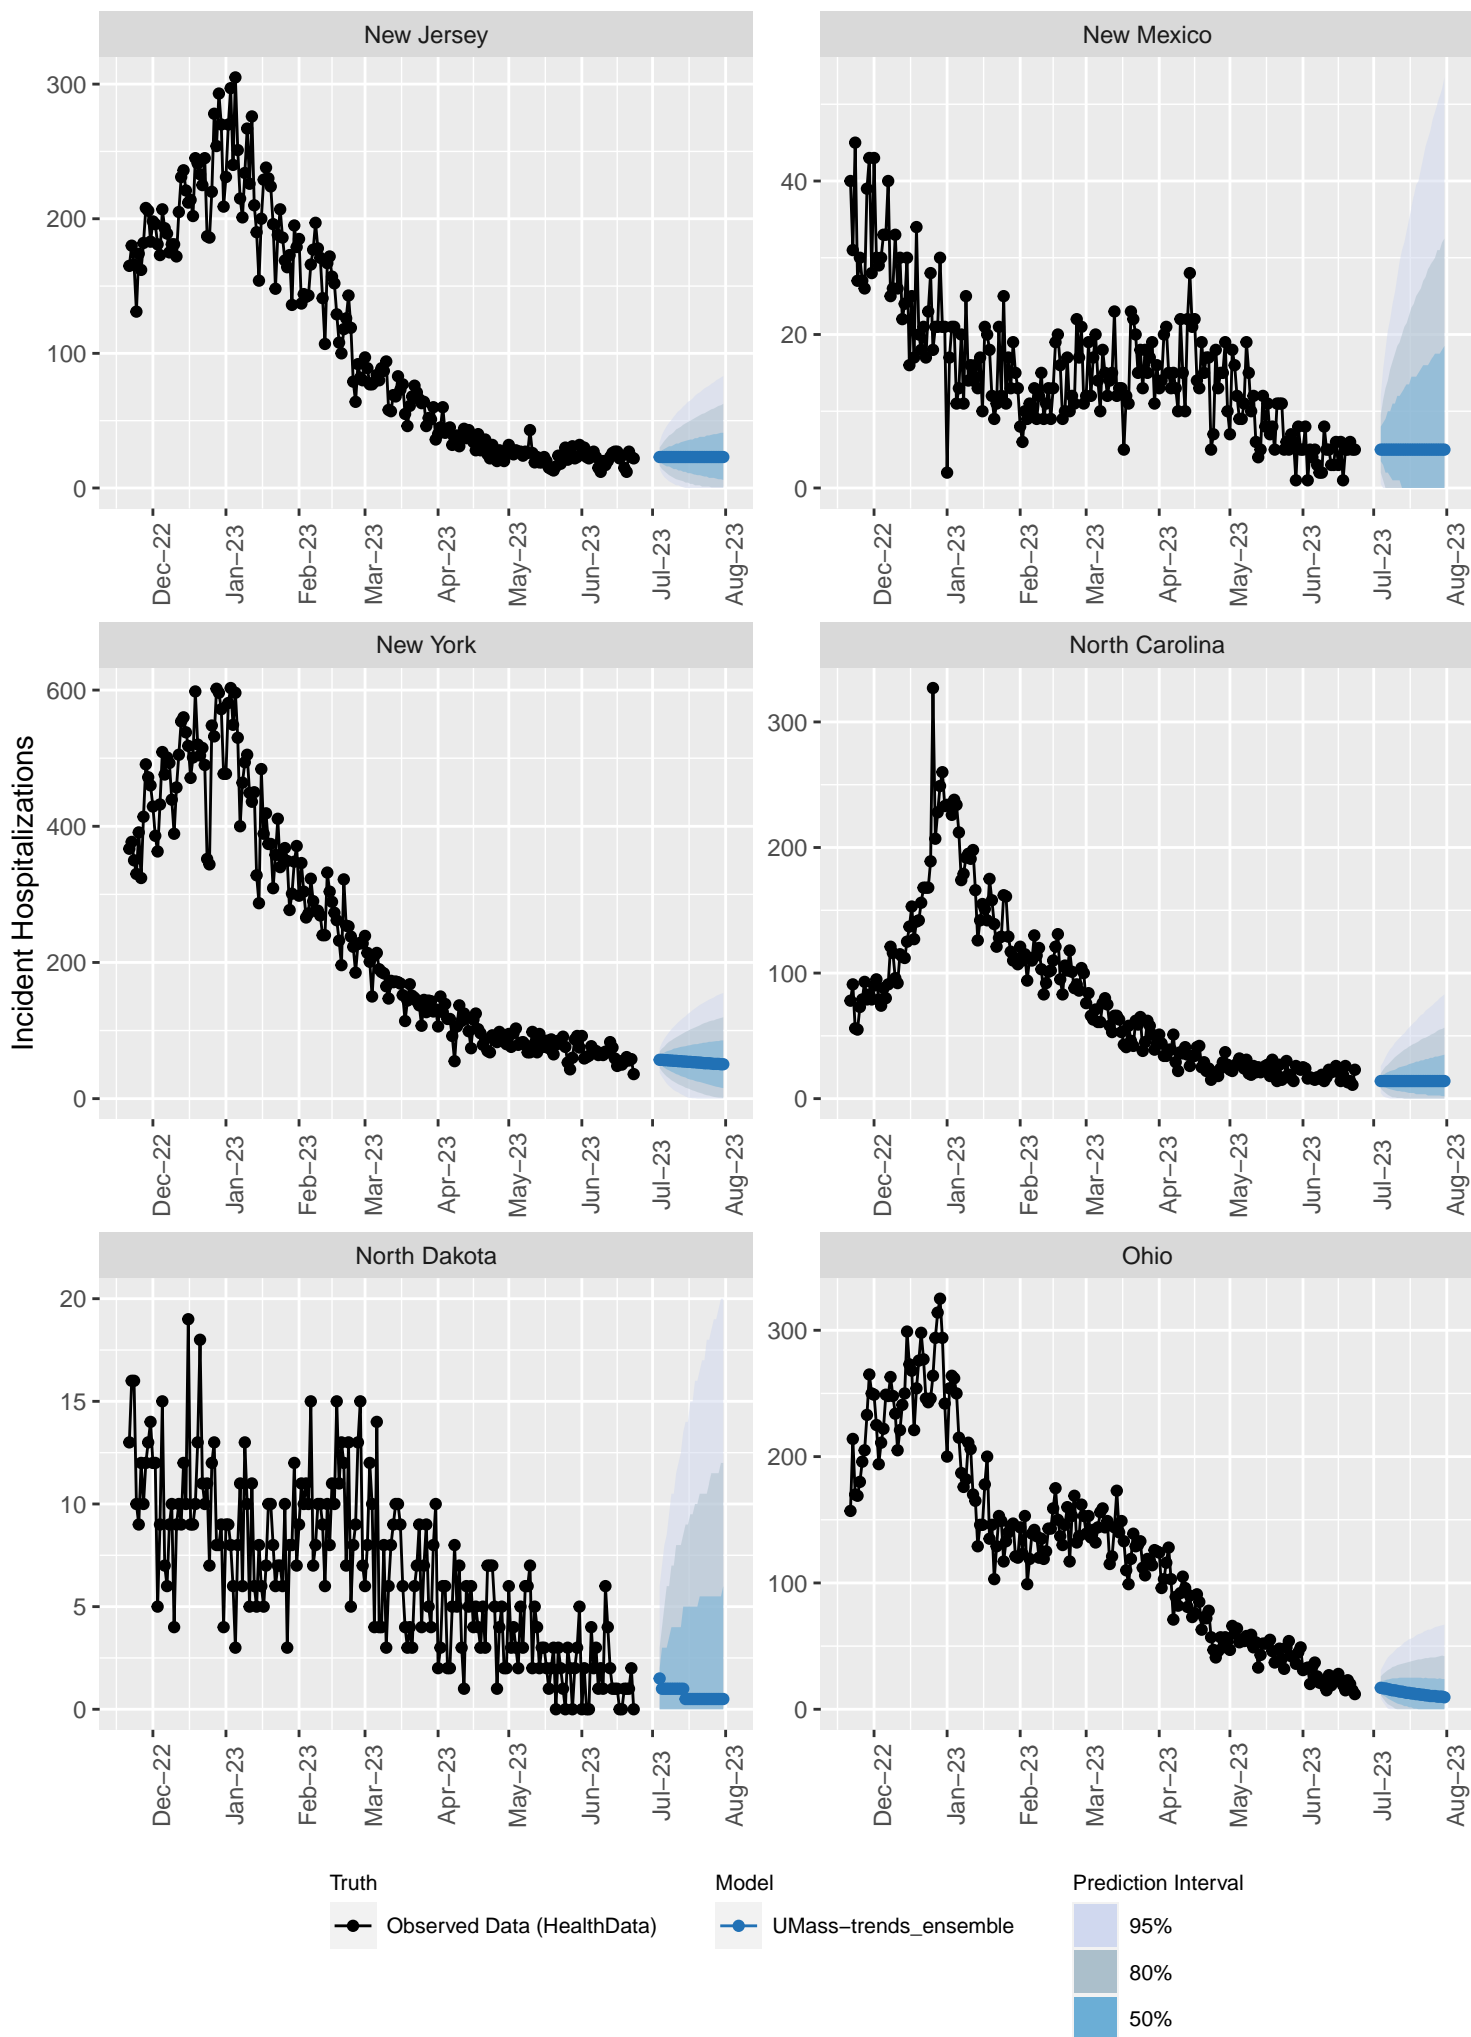 New Jersey
New Mexico
300
200
100
0
40
20
0
Dec−22
Jan−23
Feb−23
Mar−23
Apr−23
May−23
Jun−23
Jul−23
Aug−23
Dec−22
Jan−23
Feb−23
Mar−23
Apr−23
May−23
Jun−23
Jul−23
Aug−23
Incident Hospitalizations
New York
North Carolina
600
400
200
0
300
200
100
0
Dec−22
Jan−23
Feb−23
Mar−23
Apr−23
May−23
Jun−23
Jul−23
Aug−23
Dec−22
Jan−23
Feb−23
Mar−23
Apr−23
May−23
Jun−23
Jul−23
Aug−23
North Dakota
Ohio
20
15
10
5
0
300
200
100
0
Dec−22
Jan−23
Feb−23
Mar−23
Apr−23
May−23
Jun−23
Jul−23
Aug−23
Dec−22
Jan−23
Feb−23
Mar−23
Apr−23
May−23
Jun−23
Jul−23
Aug−23
Truth
Observed Data (HealthData)
Model
UMass−trends_ensemble
Prediction Interval
95%
80%
50%